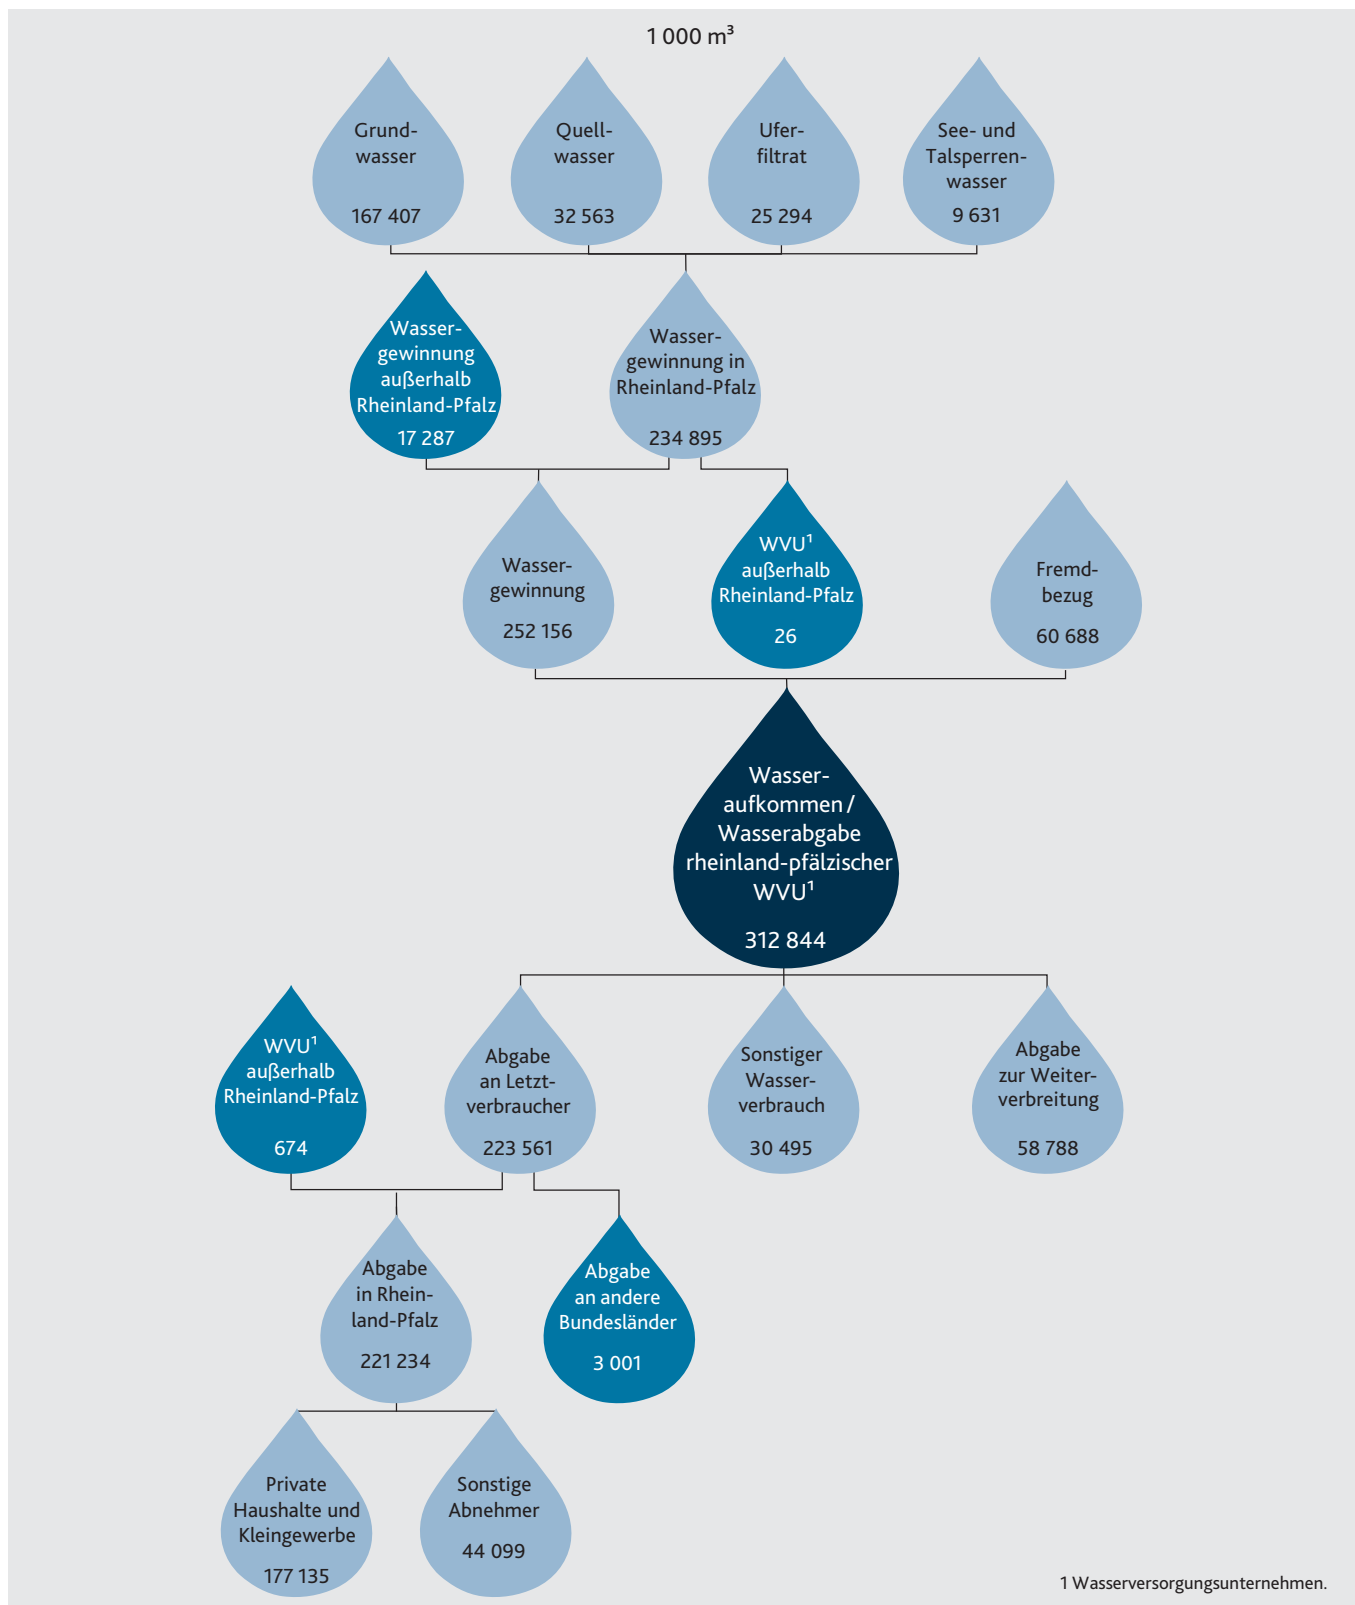 1 000 m³
Grund-
wasser
167 407
Quell-
wasser
32 563
Ufer-
filtrat
25 294
See- und
Talsperren-
wasser
9 631
Wasser-
gewinnung
außerhalb
Rheinland-Pfalz
17 287
Wasser-
gewinnung in
Rheinland-Pfalz
234 895
Wasser-
gewinnung
252 156
WVU¹
außerhalb
Rheinland-Pfalz
26
Fremd-
bezug
60 688
Wasser-
aufkommen /
Wasserabgabe
rheinland-pfälzischer
WVU¹
312 844
WVU¹
außerhalb
Rheinland-Pfalz
674
Abgabe
an Letzt-
verbraucher
223 561
Sonstiger
Wasser-
verbrauch
30 495
Abgabe
zur Weiter-
verbreitung
58 788
Abgabe
in Rhein-
land-Pfalz
221 234
Abgabe
an andere
Bundesländer
3 001
Private
Haushalte und
Kleingewerbe
177 135
Sonstige
Abnehmer
44 099
1 Wasserversorgungsunternehmen.